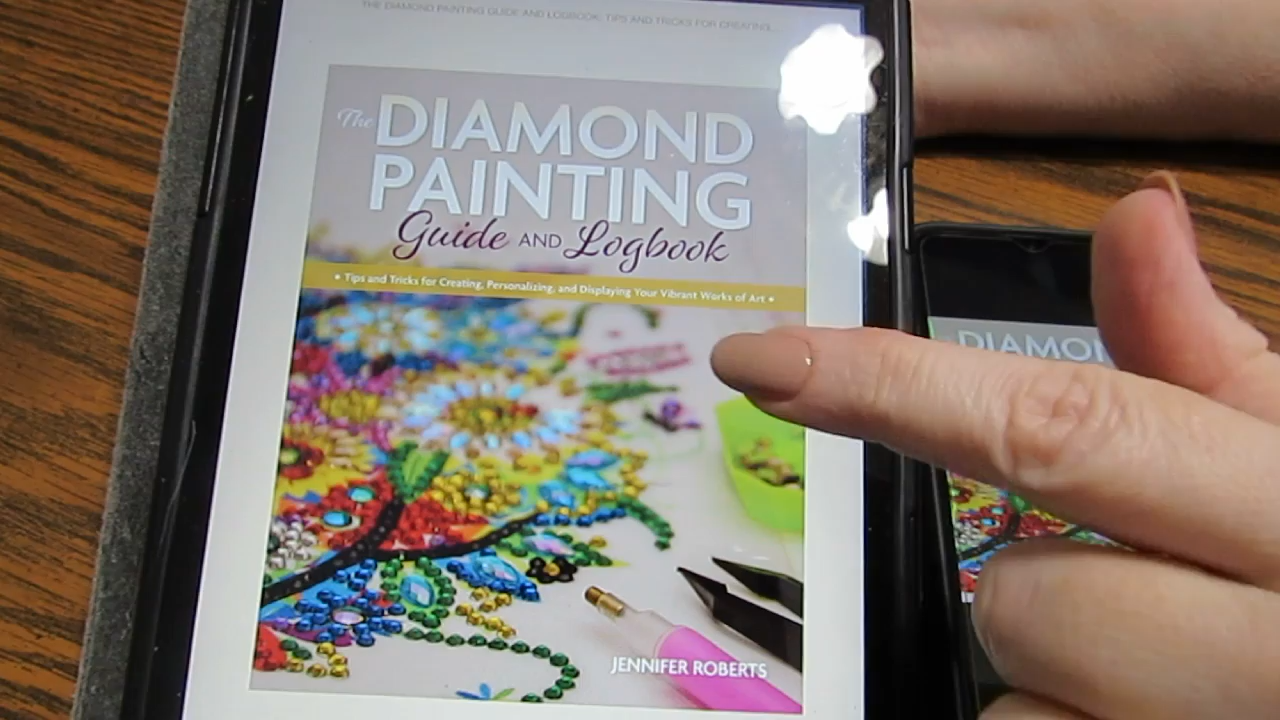 THE DIAMOND PAINTING GUIDE AND LOGBOOK: TIPS AND TRICKS FOR CREATING...
The DIAMOND
PAINTING
Guide AND Logbook
• Tips and Tricks for Creating, Personalizing, and Displaying Your Vibrant Works of Art •
JENNIFER ROBERTS
DIAMON